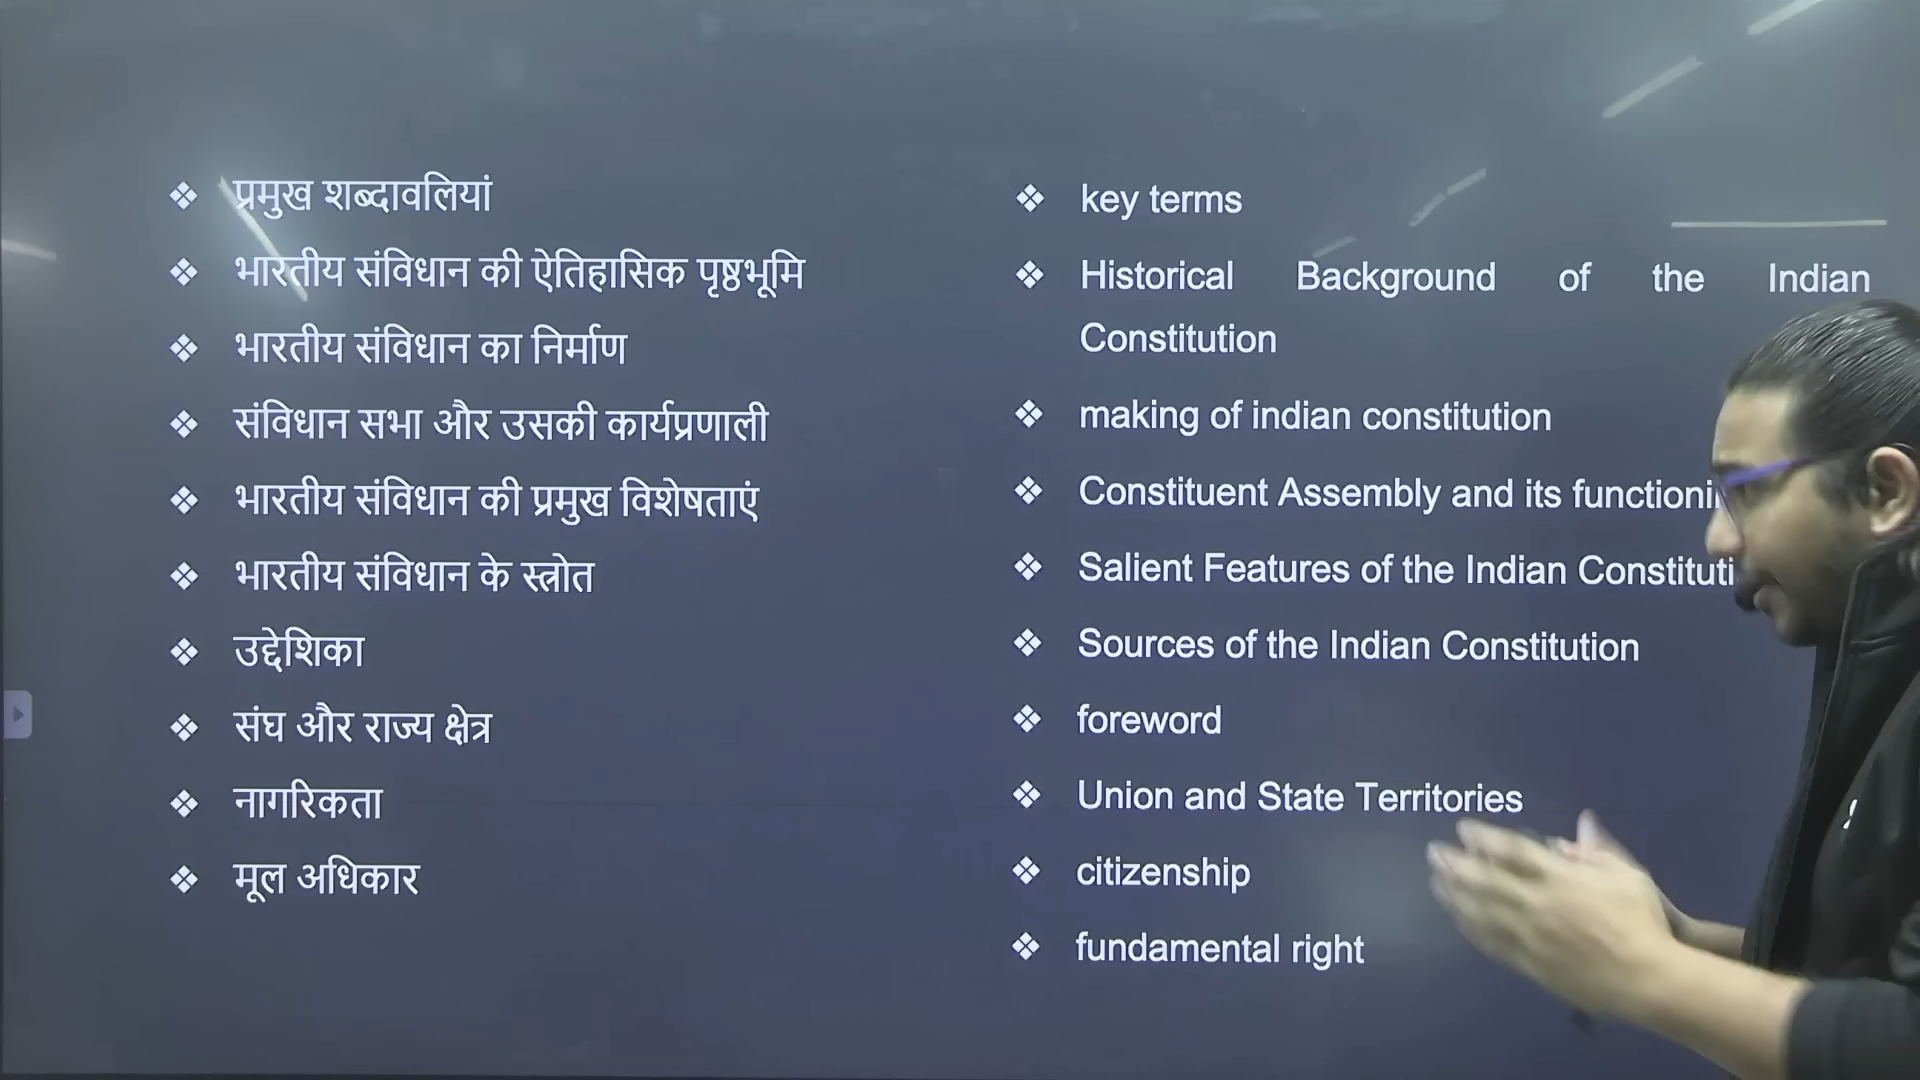 ❖ प्रमुख शब्दावलियां
❖ भारतीय संविधान की ऐतिहासिक पृष्ठभूमि
❖ भारतीय संविधान का निर्माण
❖ संविधान सभा और उसकी कार्यप्रणाली
❖ भारतीय संविधान की प्रमुख विशेषताएं
❖ भारतीय संविधान के स्त्रोत
❖ उद्देशिका
❖ संघ और राज्य क्षेत्र
❖ नागरिकता
❖ मूल अधिकार
❖ key terms
❖ Historical Background of the Indian
Constitution
❖ making of indian constitution
❖ Constituent Assembly and its
❖ Salient Features of the Indian
❖ Sources of the Indian Constitution
❖ foreword
❖ Union and State Territories
❖ citizenship
❖ fundamental right